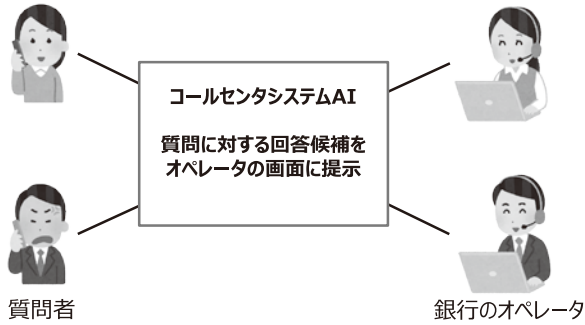 コールセンタシステムAI
質問に対する回答候補を
オペレータの画面に提示
質問者
銀行のオペレータ